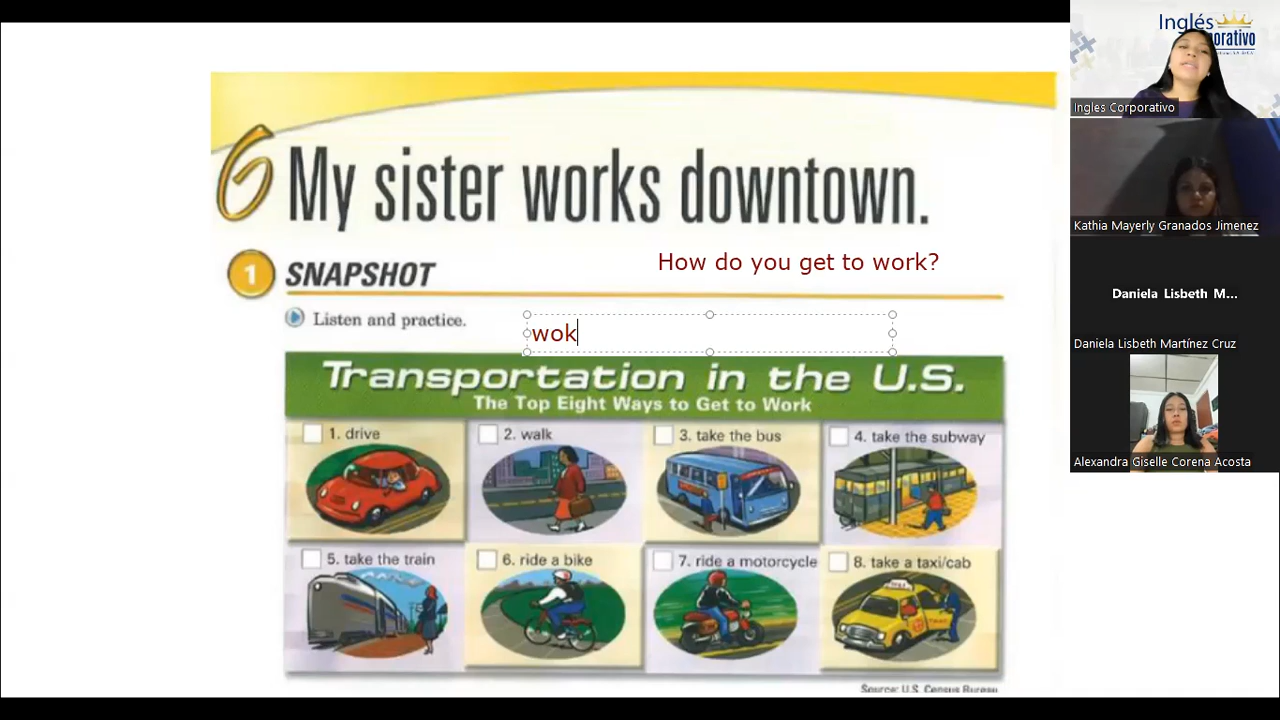 Inglés
Ingles Corporativo
6 My sister works downtown.
Kathia Mayerly Granados Jimenez
1 SNAPSHOT
How do you get to work?
Listen and practice.
wok
Daniela Lisbeth M...
Daniela Lisbeth Martínez Cruz
Transportation in the U.S.
The Top Eight Ways to Get to Work
1. drive
2. walk
3. take the bus
4. take the subway
Alexandra Giselle Corena Acosta
5. take the train
6. ride a bike
7. ride a motorcycle
8. take a taxi/cab
Source: U.S. Census Bureau